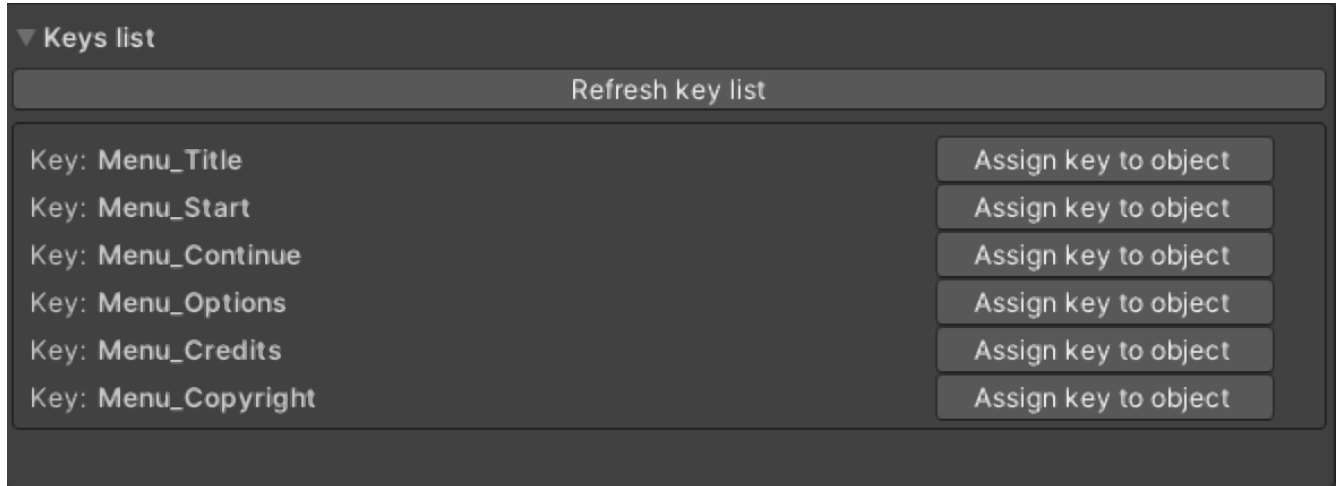 Keys list
Refresh key list
Key: Menu_Title Assign key to object
Key: Menu_Start Assign key to object
Key: Menu_Continue Assign key to object
Key: Menu_Options Assign key to object
Key: Menu_Credits Assign key to object
Key: Menu_Copyright Assign key to object